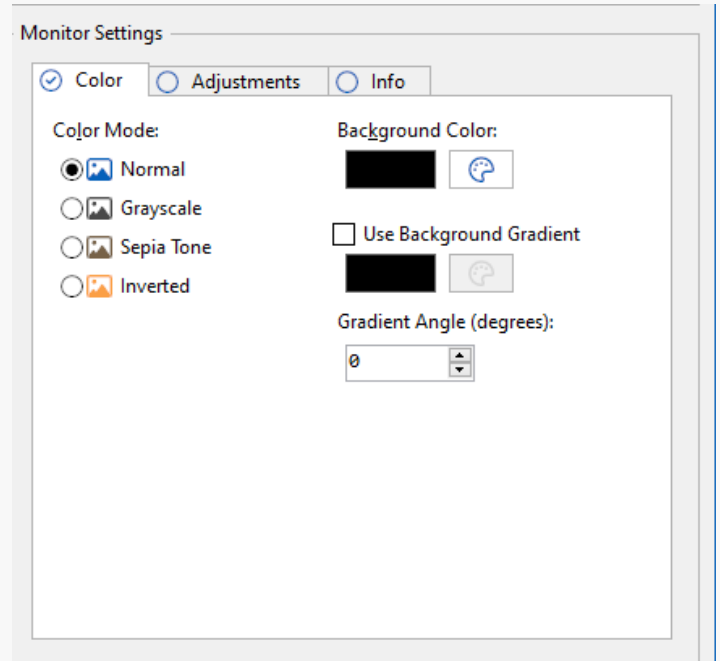 Monitor Settings
Color
Adjustments
Info
Color Mode:
Normal
Grayscale
Sepia Tone
Inverted
Background Color:
Use Background Gradient
Gradient Angle (degrees):
0